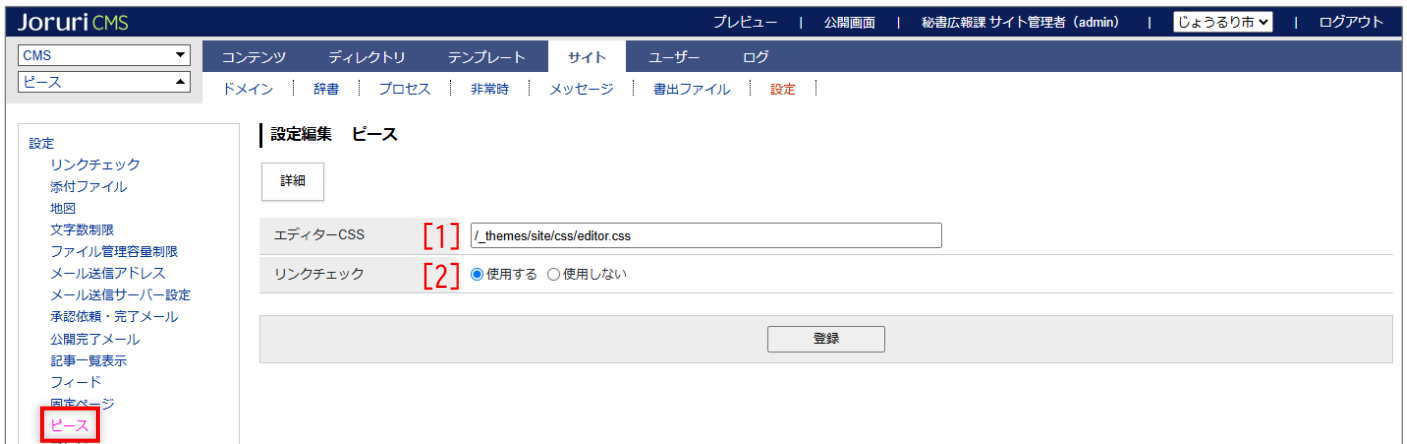 Joruri CMS プレビュー | 公開画面 | 秘書広報課 サイト管理者（admin） | じょうるり市 | ログアウト
CMS
ピース
コンテンツ ディレクトリ テンプレート サイト ユーザー ログ
ドメイン 辞書 プロセス 非常時 メッセージ 書出ファイル 設定
設定
リンクチェック
添付ファイル
地図
文字数制限
ファイル管理容量制限
メール送信アドレス
メール送信サーバー設定
承認依頼・完了メール
公開完了メール
記事一覧表示
フィード
固定ページ
ピース
設定編集 ピース
詳細
エディターCSS [1] /_themes/site/css/editor.css
リンクチェック [2] 使用する 使用しない
登録